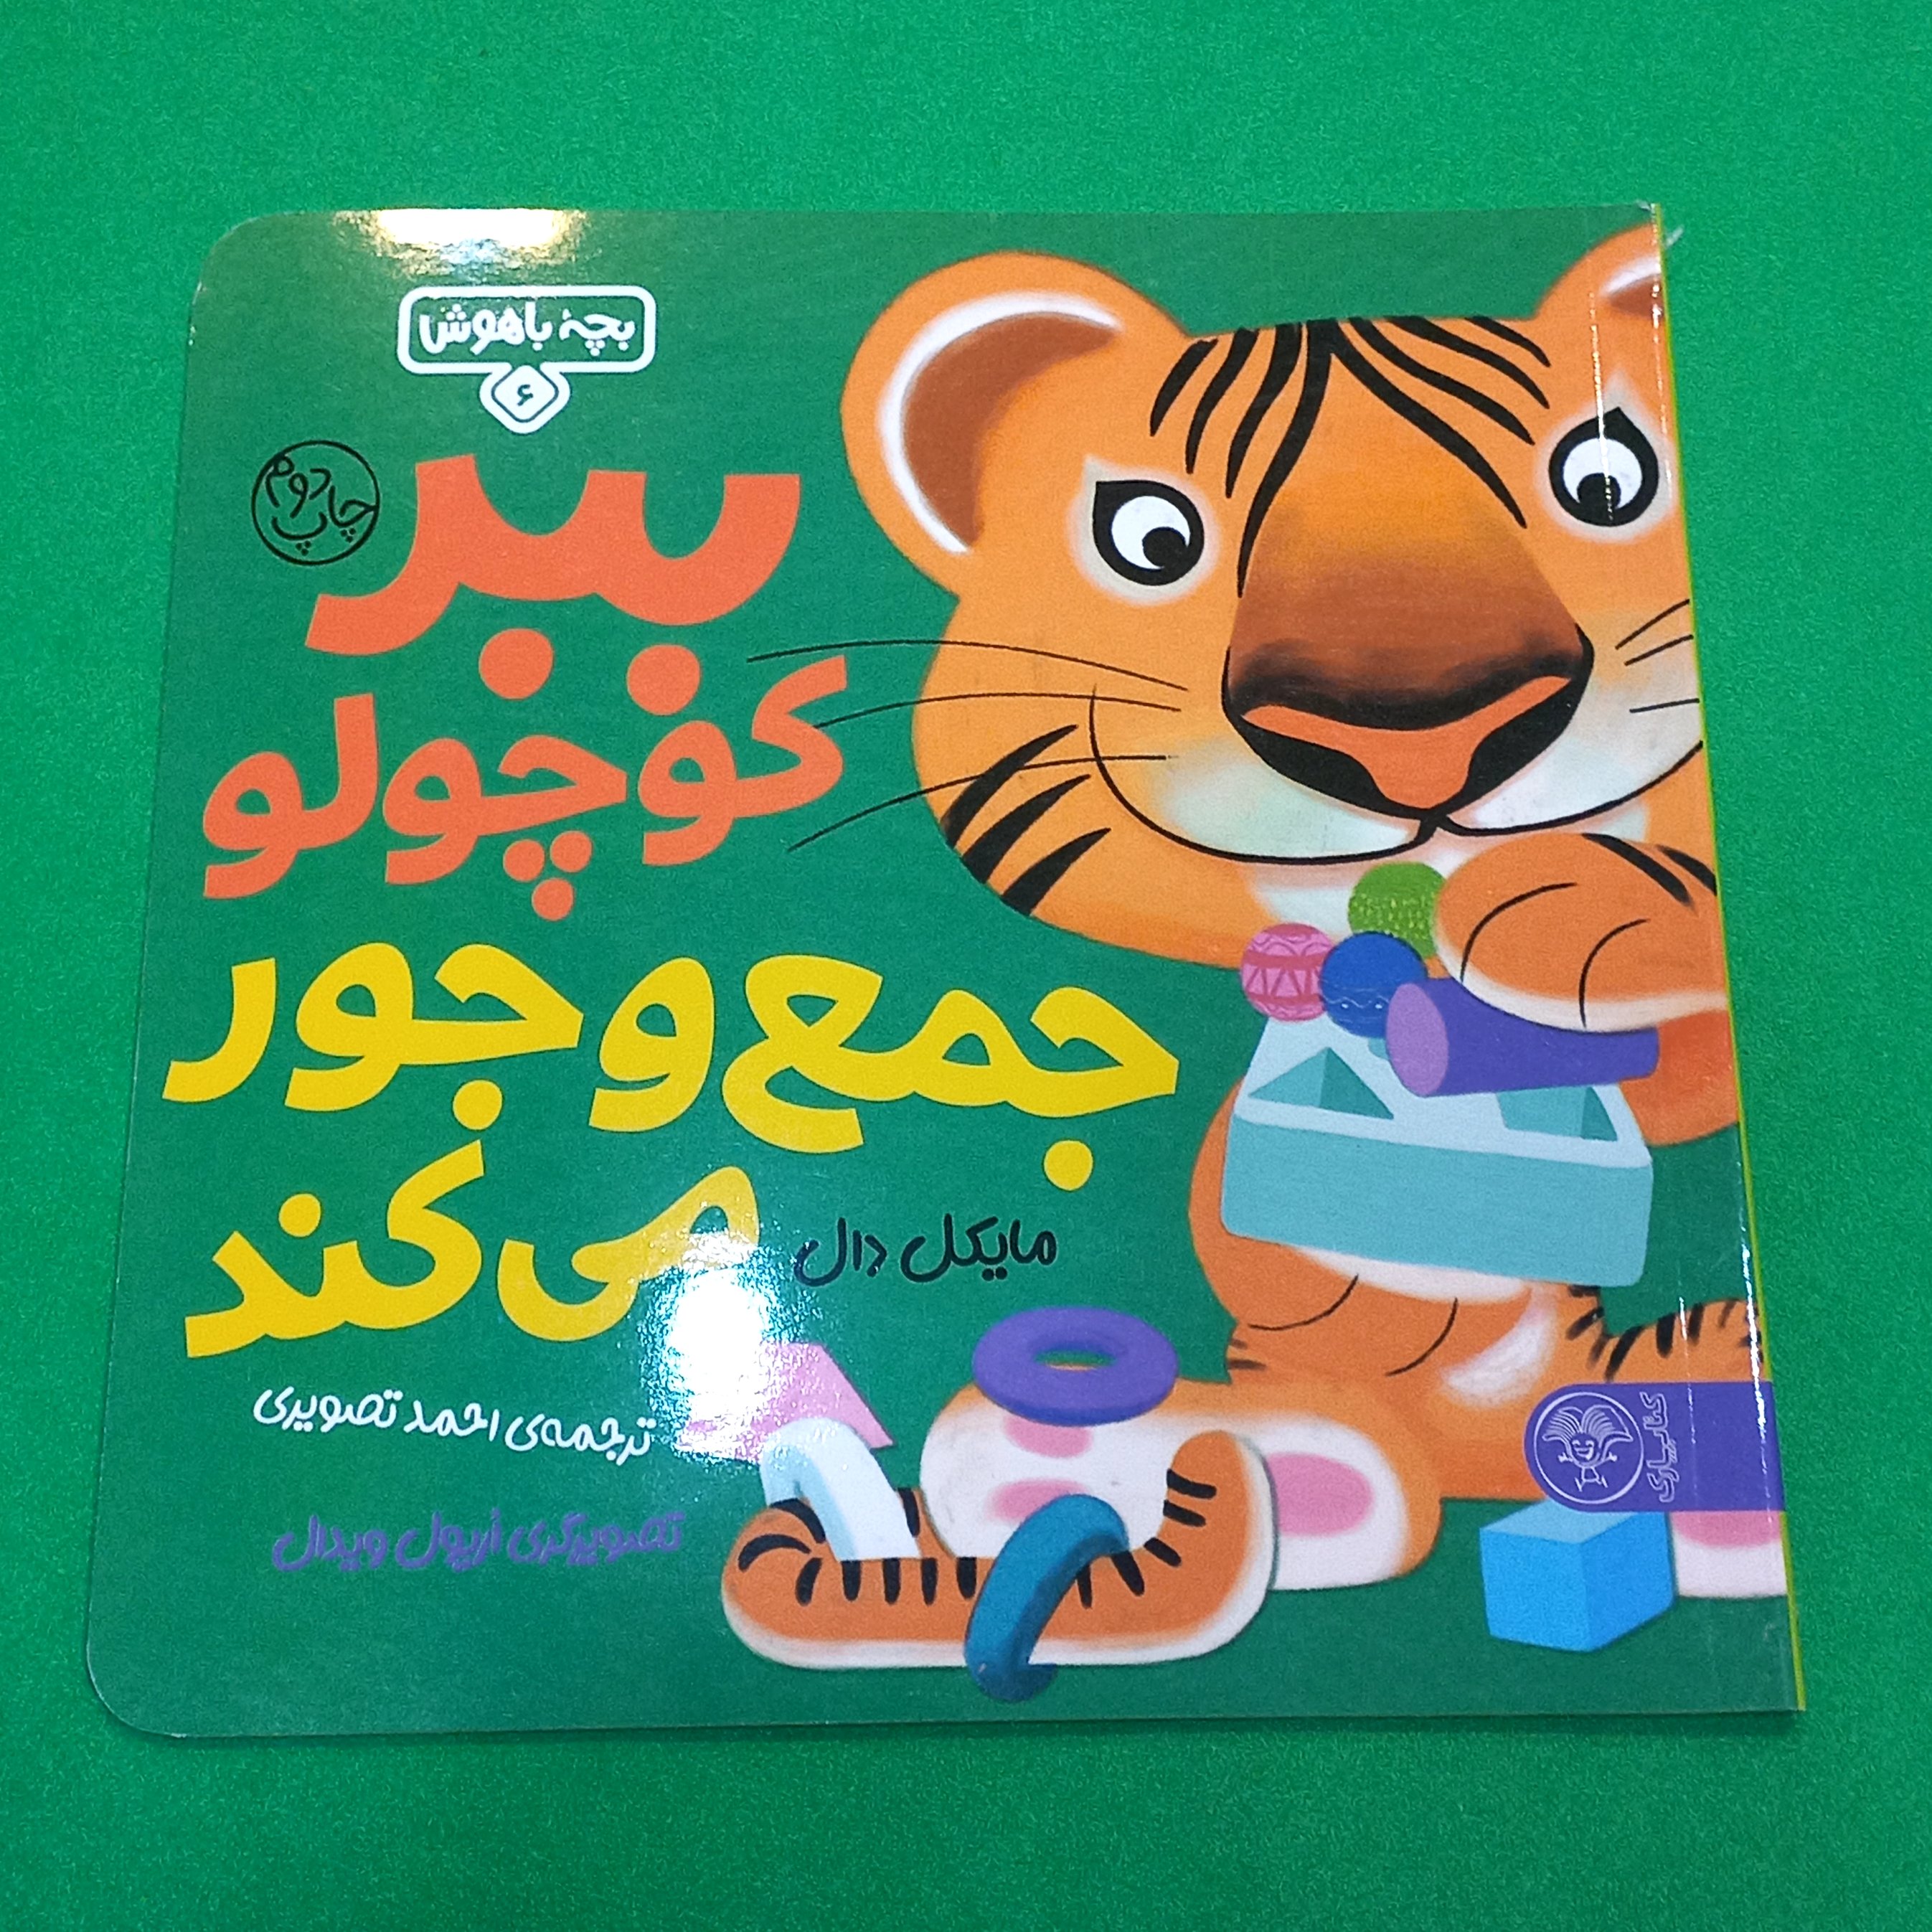 بچهٔ باهوش
۶
چاپ دوم
ببر
کوچولو
جمع و جور
می‌کند
مایکل دال
ترجمه‌ی احمد تصویری
تصویرگری اُریول ویدال
کتابیاری